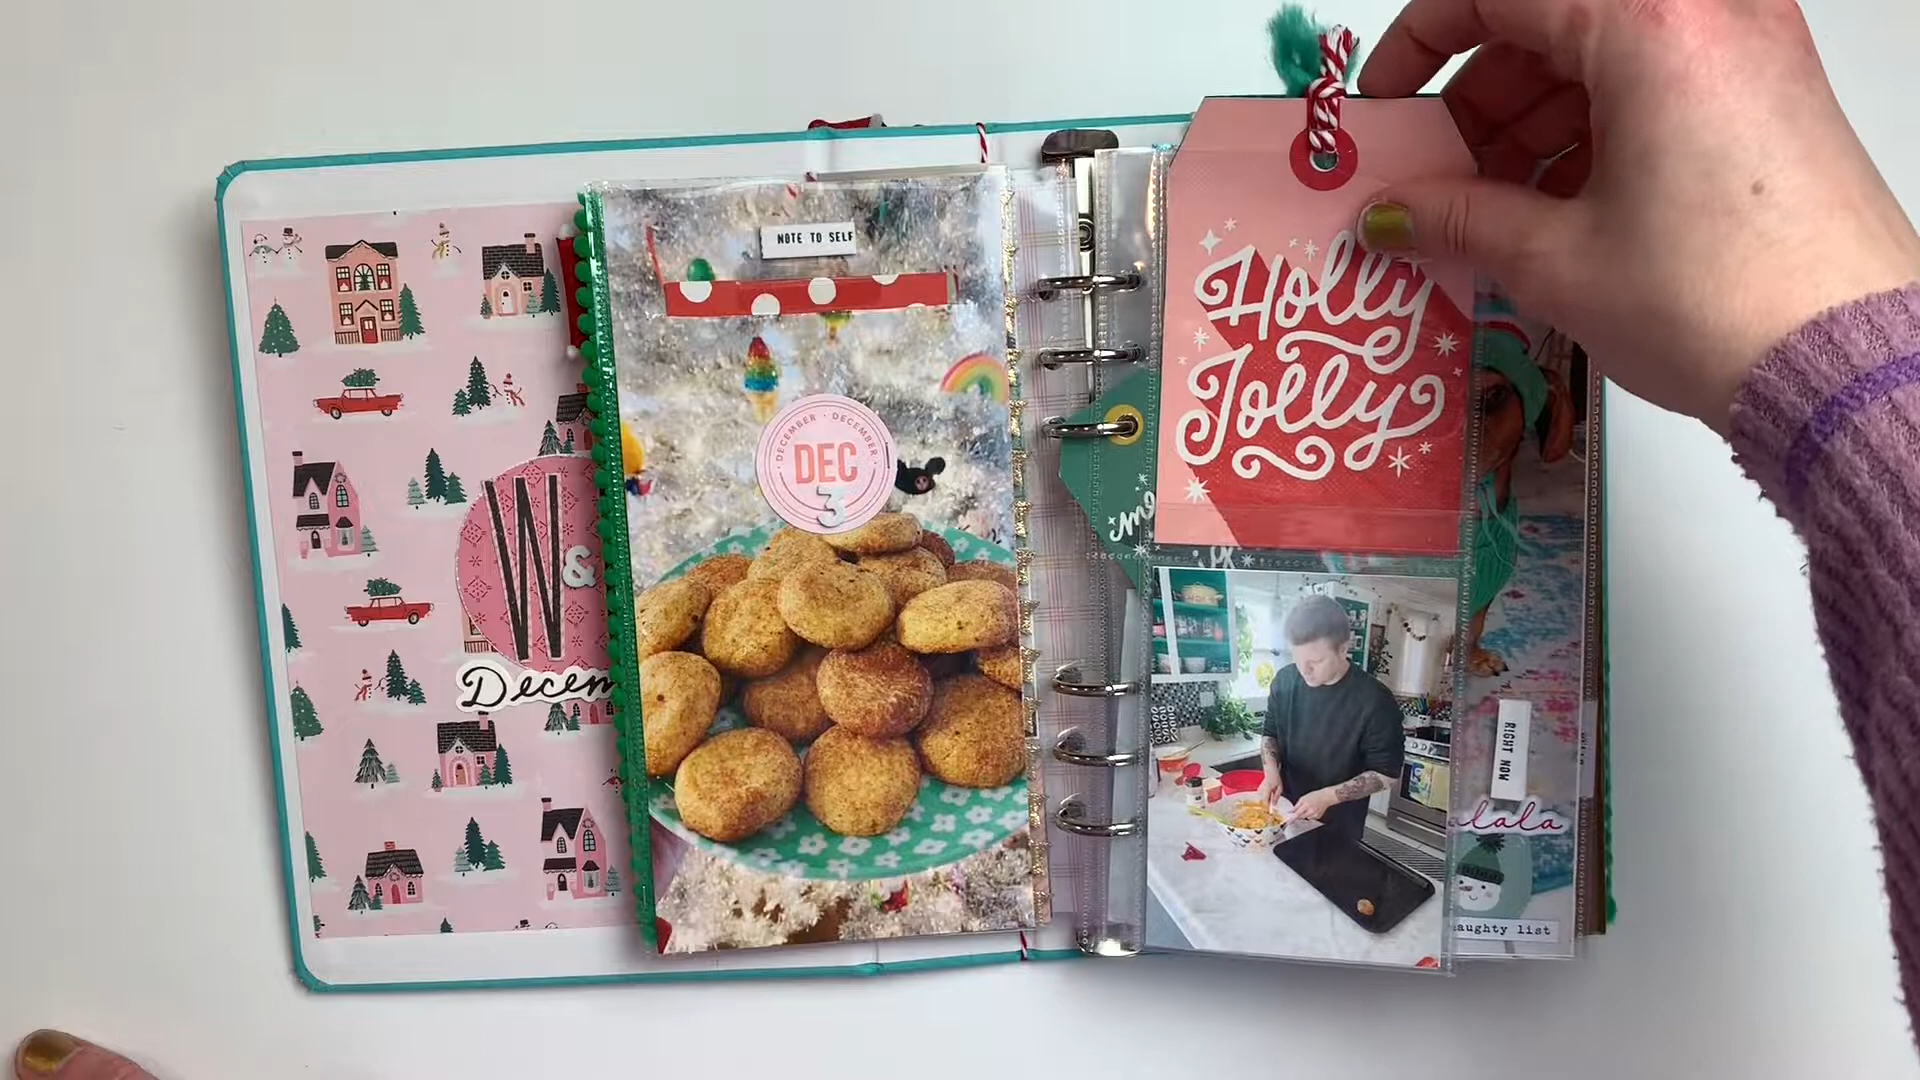 W
&
Decem
NOTE TO SELF
DECEMBER · DECEMBER
DEC
3
Holly
Jolly
RIGHT NOW
lala
naughty list